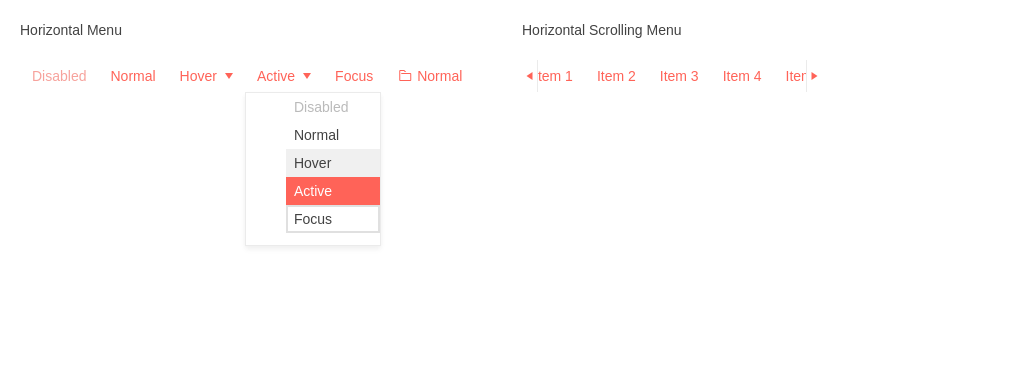 Horizontal Menu
Disabled Normal Hover Active Focus Normal
Disabled
Normal
Hover
Active
Focus
Horizontal Scrolling Menu
tem 1 Item 2 Item 3 Item 4 Iter